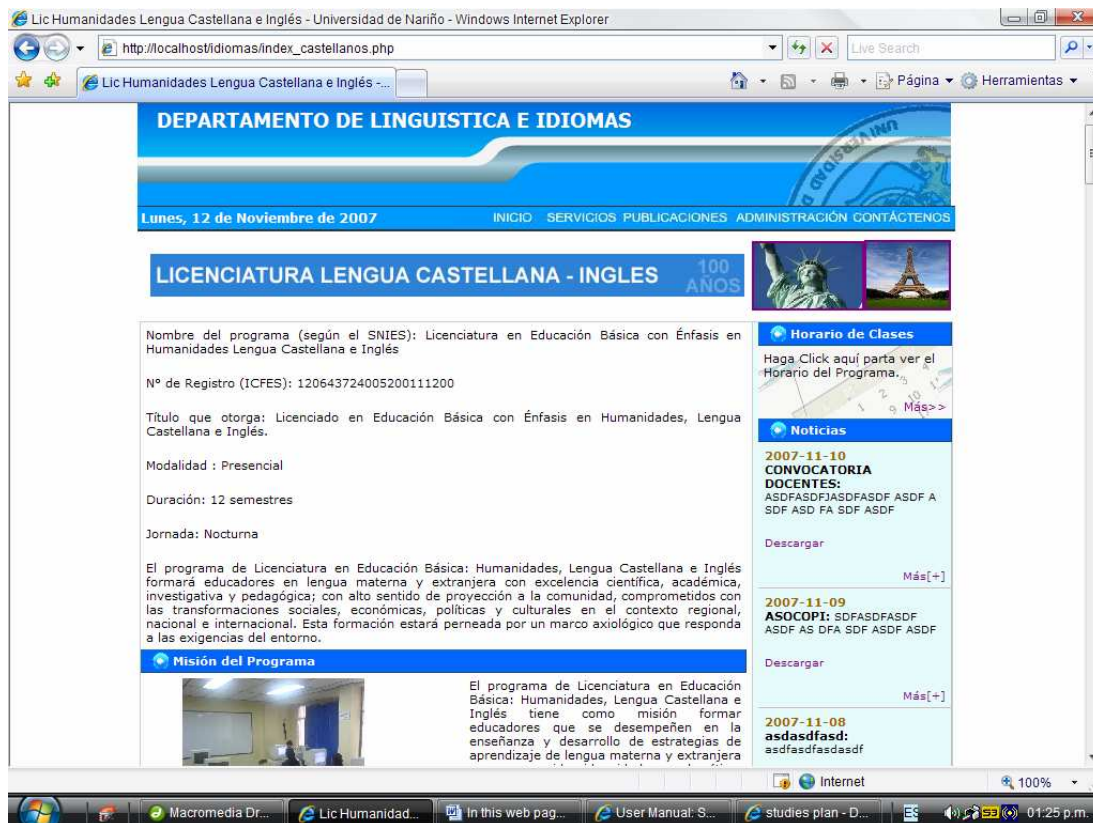 Lic Humanidades Lengua Castellana e Inglés - Universidad de Nariño - Windows Internet Explorer
http://localhost/idiomas/index_castellanos.php
Live Search
Lic Humanidades Lengua Castellana e Inglés -...
Página
Herramientas
DEPARTAMENTO DE LINGUISTICA E IDIOMAS
Lunes, 12 de Noviembre de 2007
INICIO SERVICIOS PUBLICACIONES ADMINISTRACIÓN CONTÁCTENOS
LICENCIATURA LENGUA CASTELLANA - INGLES
100
AÑOS
Nombre del programa (según el SNIES): Licenciatura en Educación Básica con Énfasis en
Humanidades Lengua Castellana e Inglés
Nº de Registro (ICFES): 120643724005200111200
Título que otorga: Licenciado en Educación Básica con Énfasis en Humanidades, Lengua
Castellana e Inglés.
Modalidad : Presencial
Duración: 12 semestres
Jornada: Nocturna
El programa de Licenciatura en Educación Básica: Humanidades, Lengua Castellana e Inglés
formará educadores en lengua materna y extranjera con excelencia científica, académica,
investigativa y pedagógica; con alto sentido de proyección a la comunidad, comprometidos con
las transformaciones sociales, económicas, políticas y culturales en el contexto regional,
nacional e internacional. Esta formación estará perneada por un marco axiológico que responda
a las exigencias del entorno.
Misión del Programa
El programa de Licenciatura en Educación
Básica: Humanidades, Lengua Castellana e
Inglés tiene como misión formar
educadores que se desempeñen en la
enseñanza y desarrollo de estrategias de
aprendizaje de lengua materna y extranjera
Horario de Clases
Haga Click aquí parta ver el
Horario del Programa.
Más>>
Noticias
2007-11-10
CONVOCATORIA
DOCENTES:
ASDFASDFJASDFASDF ASDF A
SDF ASD FA SDF ASDF
Descargar
Más[+]
2007-11-09
ASOCOPI: SDFASDFASDF
ASDF AS DFA SDF ASDF ASDF
Descargar
Más[+]
2007-11-08
asdasdfasd:
asdfasdfasdasdf
Internet
100%
Macromedia Dr...
Lic Humanidad...
In this web pag...
User Manual: S...
studies plan - D...
ES
01:25 p.m.